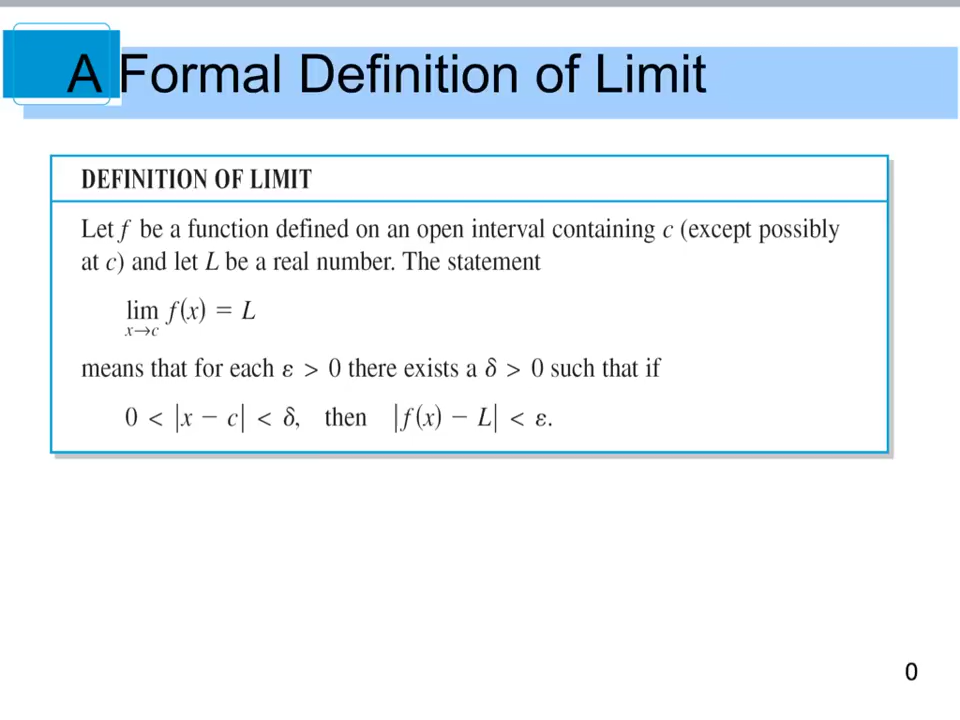 A Formal Definition of Limit
DEFINITION OF LIMIT
Let f be a function defined on an open interval containing c (except possibly
at c) and let L be a real number. The statement
lim f(x) = L
x→c
means that for each ε > 0 there exists a δ > 0 such that if
0 < |x − c| < δ, then |f(x) − L| < ε.
0